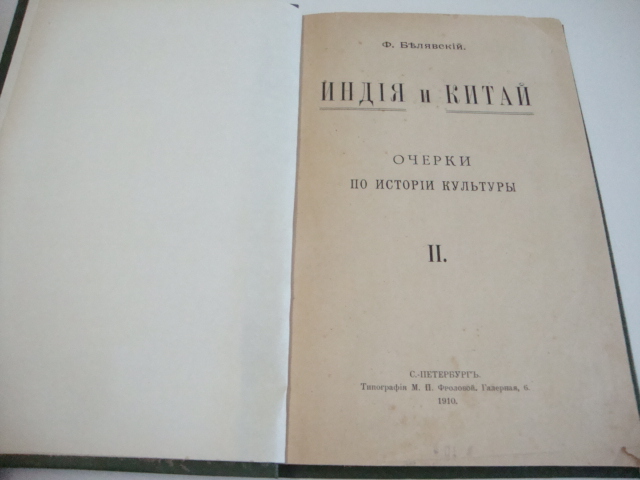 Ф. Бѣлявскій.
ИНДІЯ и КИТАЙ
ОЧЕРКИ
ПО ИСТОРІИ КУЛЬТУРЫ
II.
С.-ПЕТЕРБУРГЪ.
Типографія М. П. Фроловой, Галерная, 6.
1910.